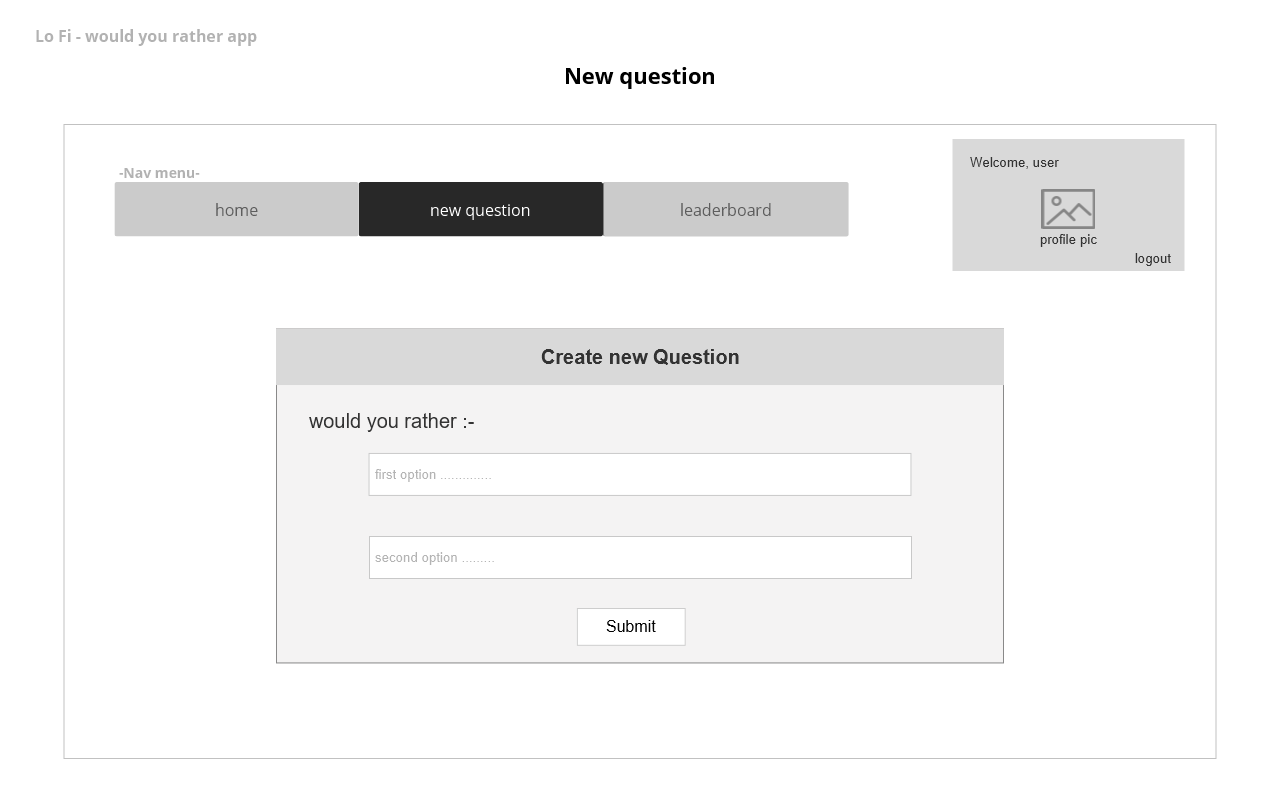 Lo Fi - would you rather app
New question
Welcome, user
-Nav menu-
home
new question
leaderboard
profile pic
logout
Create new Question
would you rather :-
first option ..............
second option .........
Submit